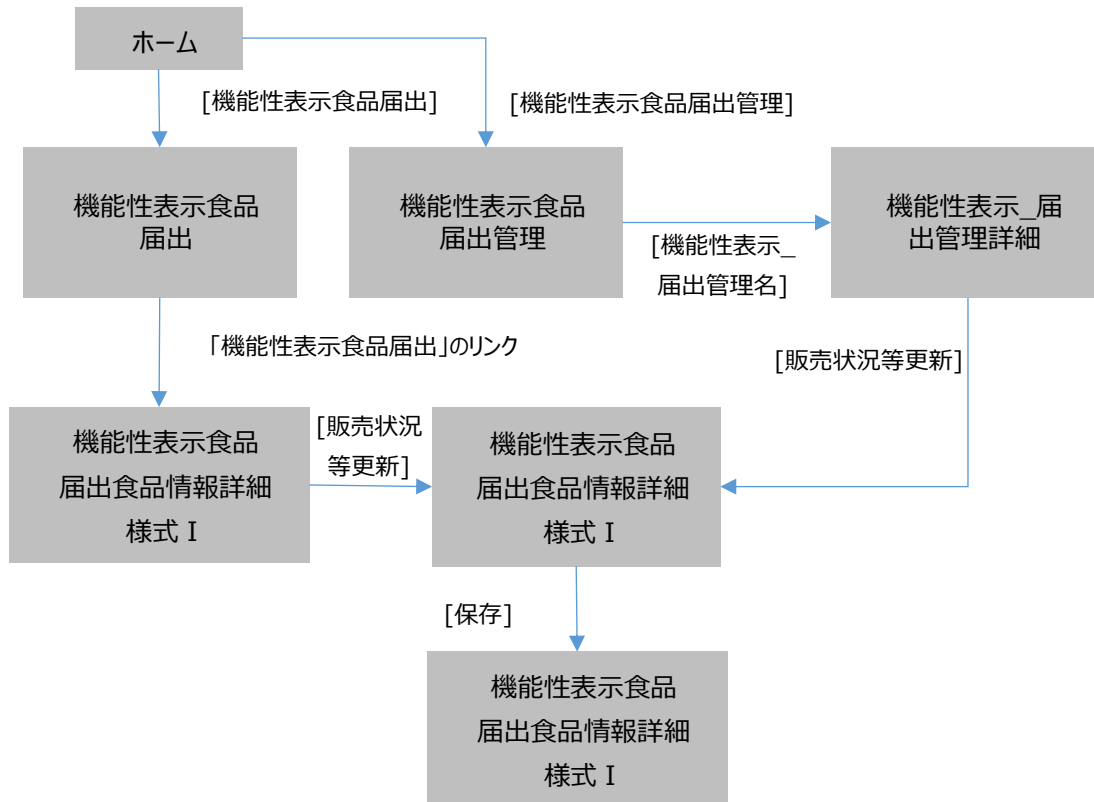 ホーム
[機能性表示食品届出]
[機能性表示食品届出管理]
機能性表示食品
届出
機能性表示食品
届出管理
[機能性表示_
届出管理名]
機能性表示_届
出管理詳細
「機能性表示食品届出」のリンク
[販売状況等更新]
機能性表示食品
届出食品情報詳細
様式Ⅰ
[販売状況
等更新]
機能性表示食品
届出食品情報詳細
様式Ⅰ
[保存]
機能性表示食品
届出食品情報詳細
様式Ⅰ